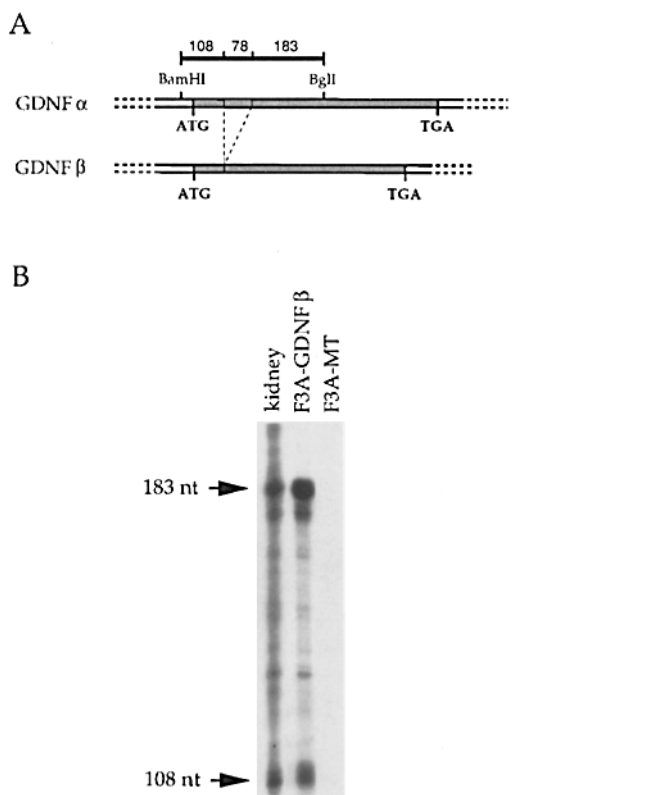 A
108 78 183
BamHI BglI
GDNF α
ATG TGA
GDNF β
ATG TGA
B
kidney
F3A-GDNF β
F3A-MT
183 nt
108 nt